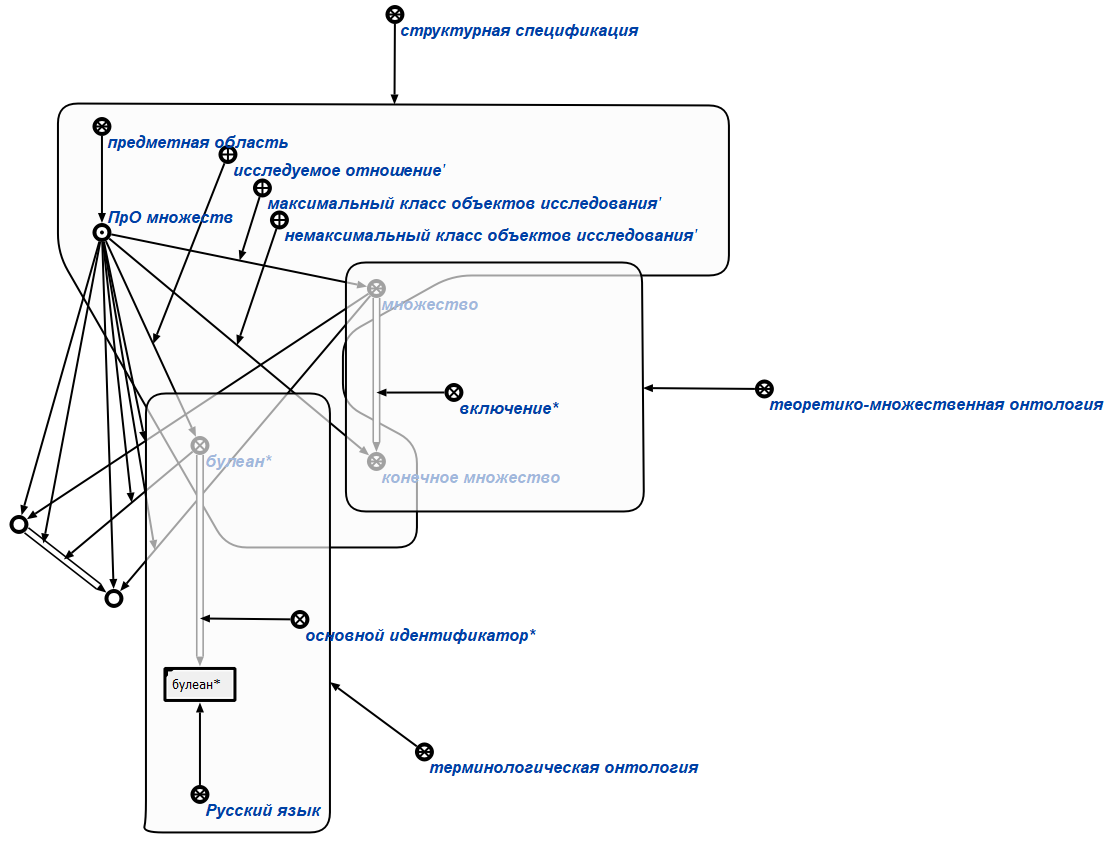 структурная спецификация
предметная область
исследуемое отношение'
ПрО множеств
максимальный класс объектов исследования'
немаксимальный класс объектов исследования'
множество
включение*
теоретико-множественная онтология
булеан*
конечное множество
основной идентификатор*
булеан*
терминологическая онтология
Русский язык